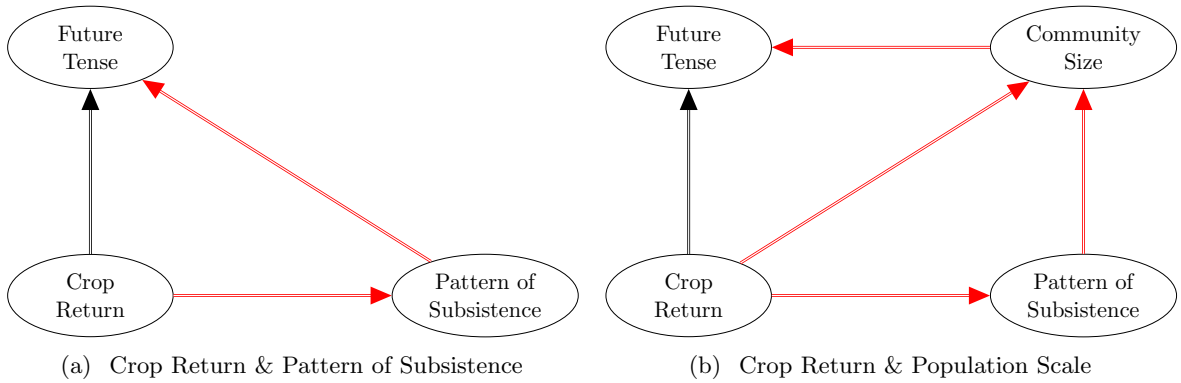 Future
Tense
Crop
Return
Pattern of
Subsistence
(a) Crop Return & Pattern of Subsistence
Future
Tense
Community
Size
Crop
Return
Pattern of
Subsistence
(b) Crop Return & Population Scale